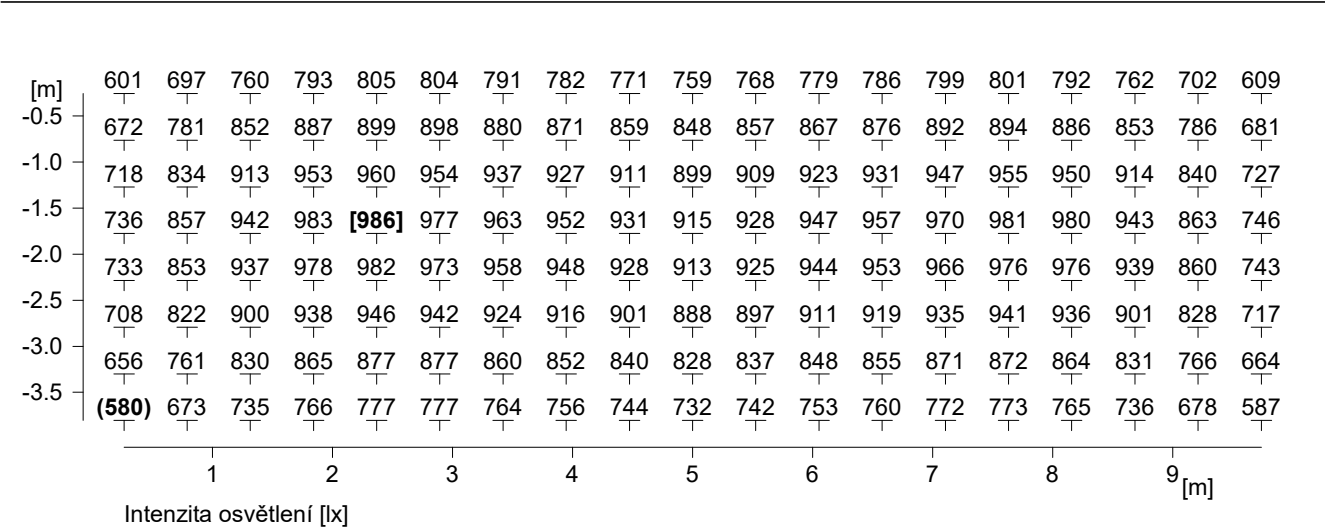 601 697 760 793 805 804 791 782 771 759 768 779 786 799 801 792 762 702 609
[m]
-0.5
672 781 852 887 899 898 880 871 859 848 857 867 876 892 894 886 853 786 681
-1.0
718 834 913 953 960 954 937 927 911 899 909 923 931 947 955 950 914 840 727
-1.5
736 857 942 983 [986] 977 963 952 931 915 928 947 957 970 981 980 943 863 746
-2.0
733 853 937 978 982 973 958 948 928 913 925 944 953 966 976 976 939 860 743
-2.5
708 822 900 938 946 942 924 916 901 888 897 911 919 935 941 936 901 828 717
-3.0
656 761 830 865 877 877 860 852 840 828 837 848 855 871 872 864 831 766 664
-3.5
(580) 673 735 766 777 777 764 756 744 732 742 753 760 772 773 765 736 678 587
1 2 3 4 5 6 7 8 9 [m]
Intenzita osvětlení [lx]